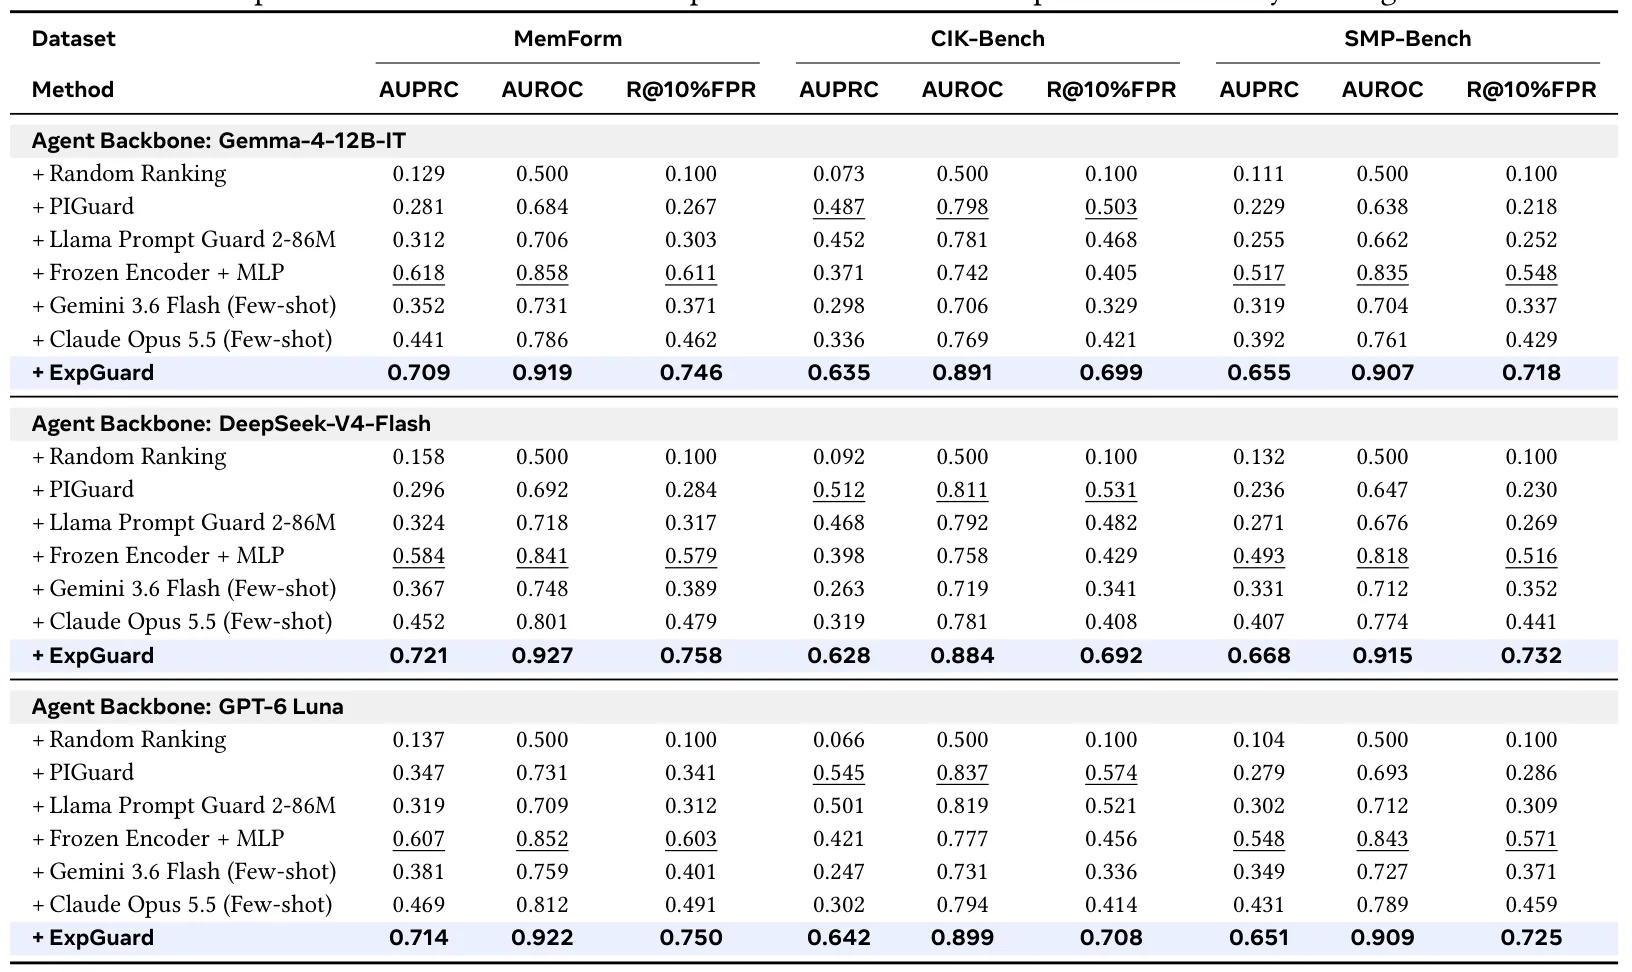 Dataset MemForm CIK-Bench SMP-Bench
Method AUPRC AUROC R@10%FPR AUPRC AUROC R@10%FPR AUPRC AUROC R@10%FPR
Agent Backbone: Gemma-4-12B-IT
+ Random Ranking 0.129 0.500 0.100 0.073 0.500 0.100 0.111 0.500 0.100
+ PIGuard 0.281 0.684 0.267 0.487 0.798 0.503 0.229 0.638 0.218
+ Llama Prompt Guard 2-86M 0.312 0.706 0.303 0.452 0.781 0.468 0.255 0.662 0.252
+ Frozen Encoder + MLP 0.618 0.858 0.611 0.371 0.742 0.405 0.517 0.835 0.548
+ Gemini 3.6 Flash (Few-shot) 0.352 0.731 0.371 0.298 0.706 0.329 0.319 0.704 0.337
+ Claude Opus 5.5 (Few-shot) 0.441 0.786 0.462 0.336 0.769 0.421 0.392 0.761 0.429
+ ExpGuard 0.709 0.919 0.746 0.635 0.891 0.699 0.655 0.907 0.718
Agent Backbone: DeepSeek-V4-Flash
+ Random Ranking 0.158 0.500 0.100 0.092 0.500 0.100 0.132 0.500 0.100
+ PIGuard 0.296 0.692 0.284 0.512 0.811 0.531 0.236 0.647 0.230
+ Llama Prompt Guard 2-86M 0.324 0.718 0.317 0.468 0.792 0.482 0.271 0.676 0.269
+ Frozen Encoder + MLP 0.584 0.841 0.579 0.398 0.758 0.429 0.493 0.818 0.516
+ Gemini 3.6 Flash (Few-shot) 0.367 0.748 0.389 0.263 0.719 0.341 0.331 0.712 0.352
+ Claude Opus 5.5 (Few-shot) 0.452 0.801 0.479 0.319 0.781 0.408 0.407 0.774 0.441
+ ExpGuard 0.721 0.927 0.758 0.628 0.884 0.692 0.668 0.915 0.732
Agent Backbone: GPT-6 Luna
+ Random Ranking 0.137 0.500 0.100 0.066 0.500 0.100 0.104 0.500 0.100
+ PIGuard 0.347 0.731 0.341 0.545 0.837 0.574 0.279 0.693 0.286
+ Llama Prompt Guard 2-86M 0.319 0.709 0.312 0.501 0.819 0.521 0.302 0.712 0.309
+ Frozen Encoder + MLP 0.607 0.852 0.603 0.421 0.777 0.456 0.548 0.843 0.571
+ Gemini 3.6 Flash (Few-shot) 0.381 0.759 0.401 0.247 0.731 0.336 0.349 0.727 0.371
+ Claude Opus 5.5 (Few-shot) 0.469 0.812 0.491 0.302 0.794 0.414 0.431 0.789 0.459
+ ExpGuard 0.714 0.922 0.750 0.642 0.899 0.708 0.651 0.909 0.725